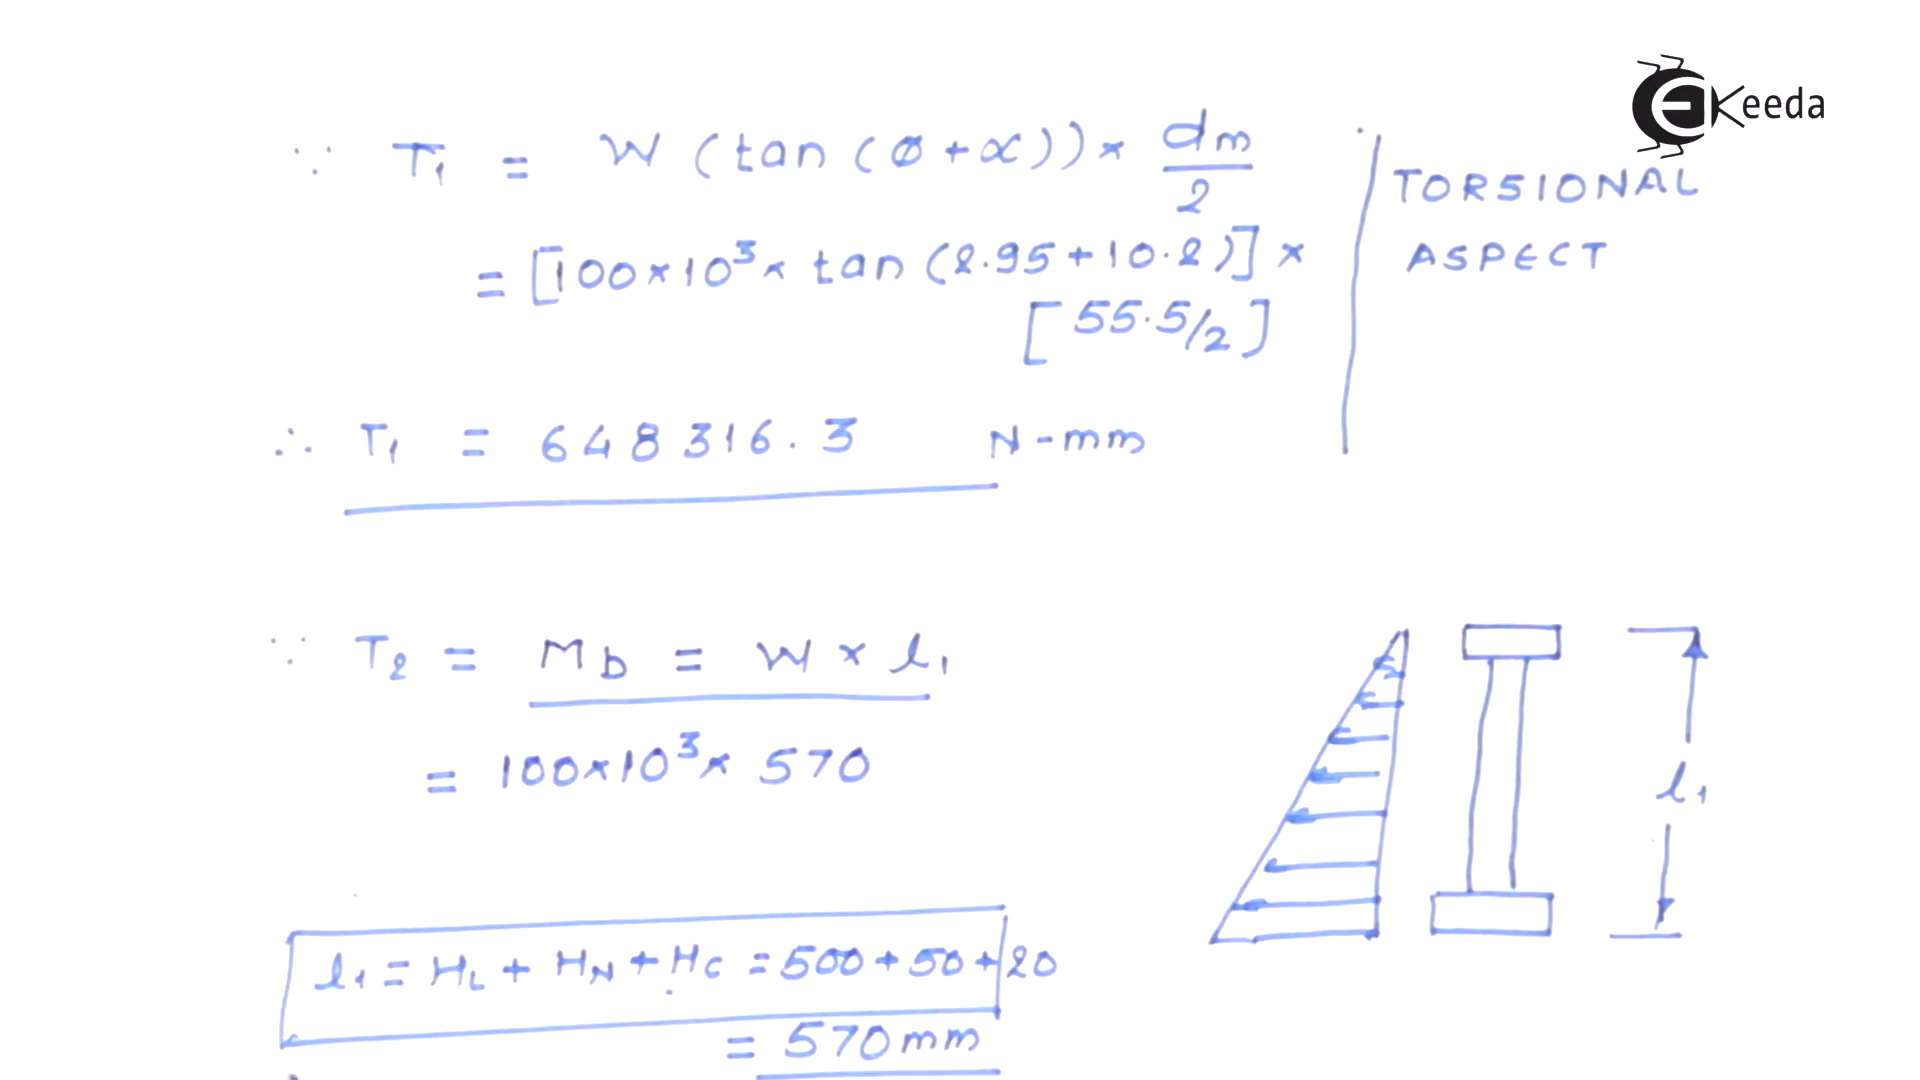 Keeda
∵ T₁ = W (tan (ø + α)) × dm/2
TORSIONAL
ASPECT
= [100×10³ × tan (2.95 + 10.2)] ×
[55.5/2]
∴ T₁ = 648316.3 N-mm
∵ T₂ = Mb = W × l₁
= 100×10³ × 570
l₁
l₁ = HL + HN + HC = 500 + 50 + 20
= 570 mm